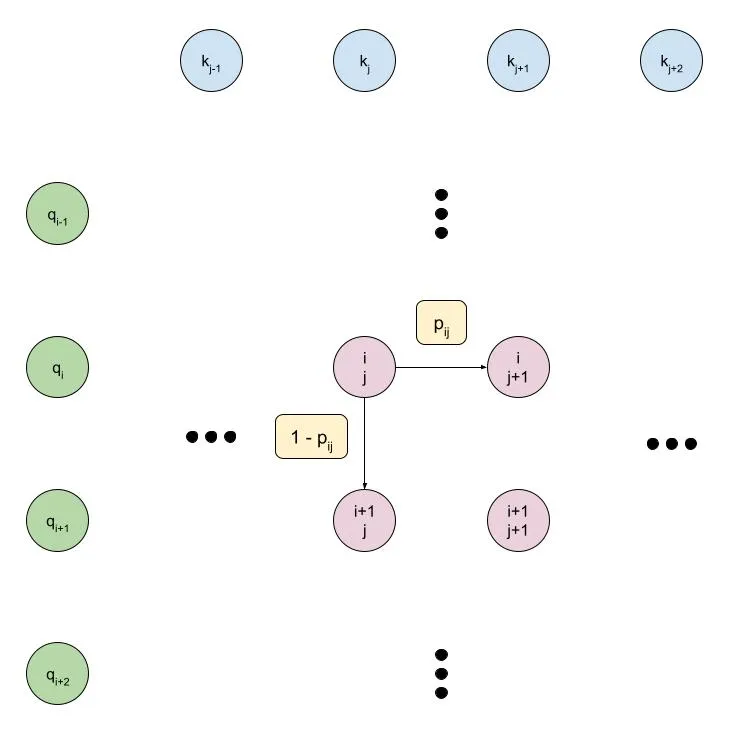 k_{j-1} k_j k_{j+1} k_{j+2}
q_{i-1}
p_{ij}
q_i
i
j
i
j+1
1 - p_{ij}
q_{i+1}
i+1
j
i+1
j+1
q_{i+2}